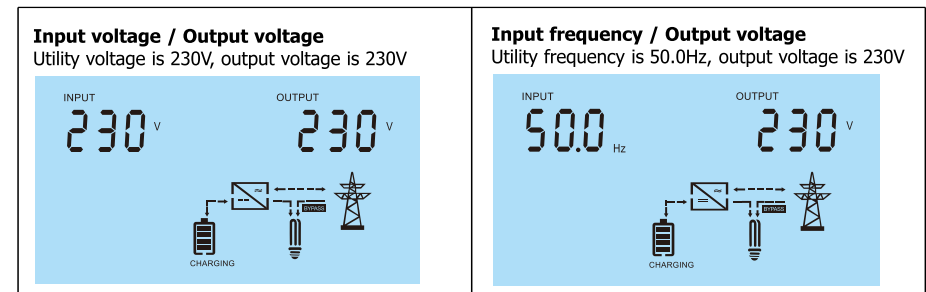 Input voltage / Output voltage
Utility voltage is 230V, output voltage is 230V
INPUT OUTPUT
230 V 230 V
BYPASS
CHARGING
Input frequency / Output voltage
Utility frequency is 50.0Hz, output voltage is 230V
INPUT OUTPUT
50.0 Hz 230 V
BYPASS
CHARGING